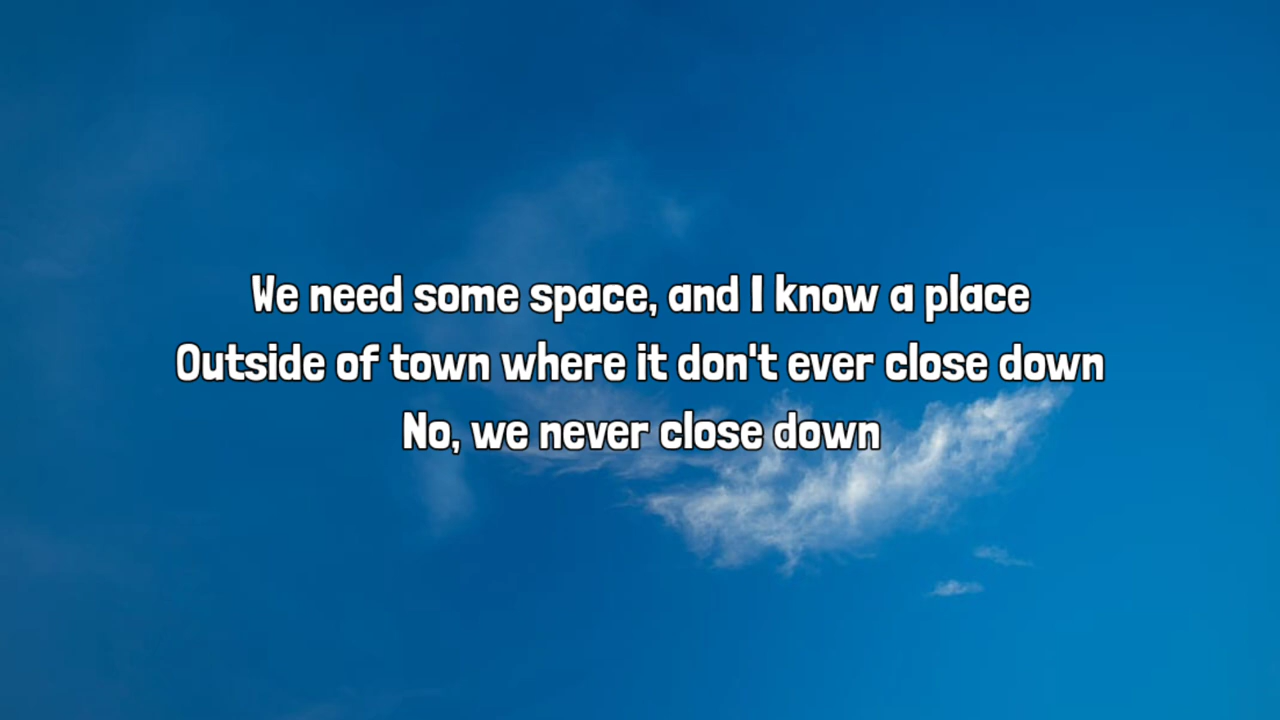 We need some space, and I know a place
Outside of town where it don't ever close down
No, we never close down